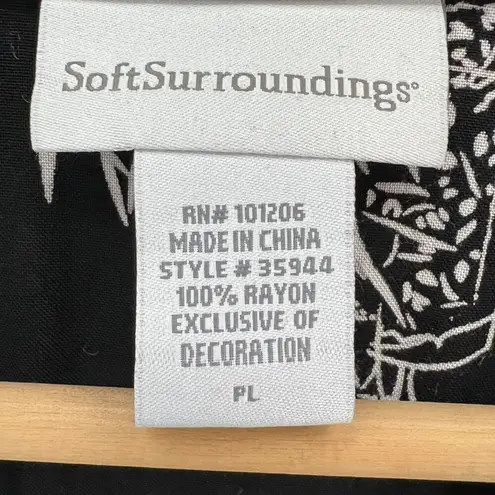 SoftSurroundings®
RN# 101206
MADE IN CHINA
STYLE # 35944
100% RAYON
EXCLUSIVE OF
DECORATION
PL